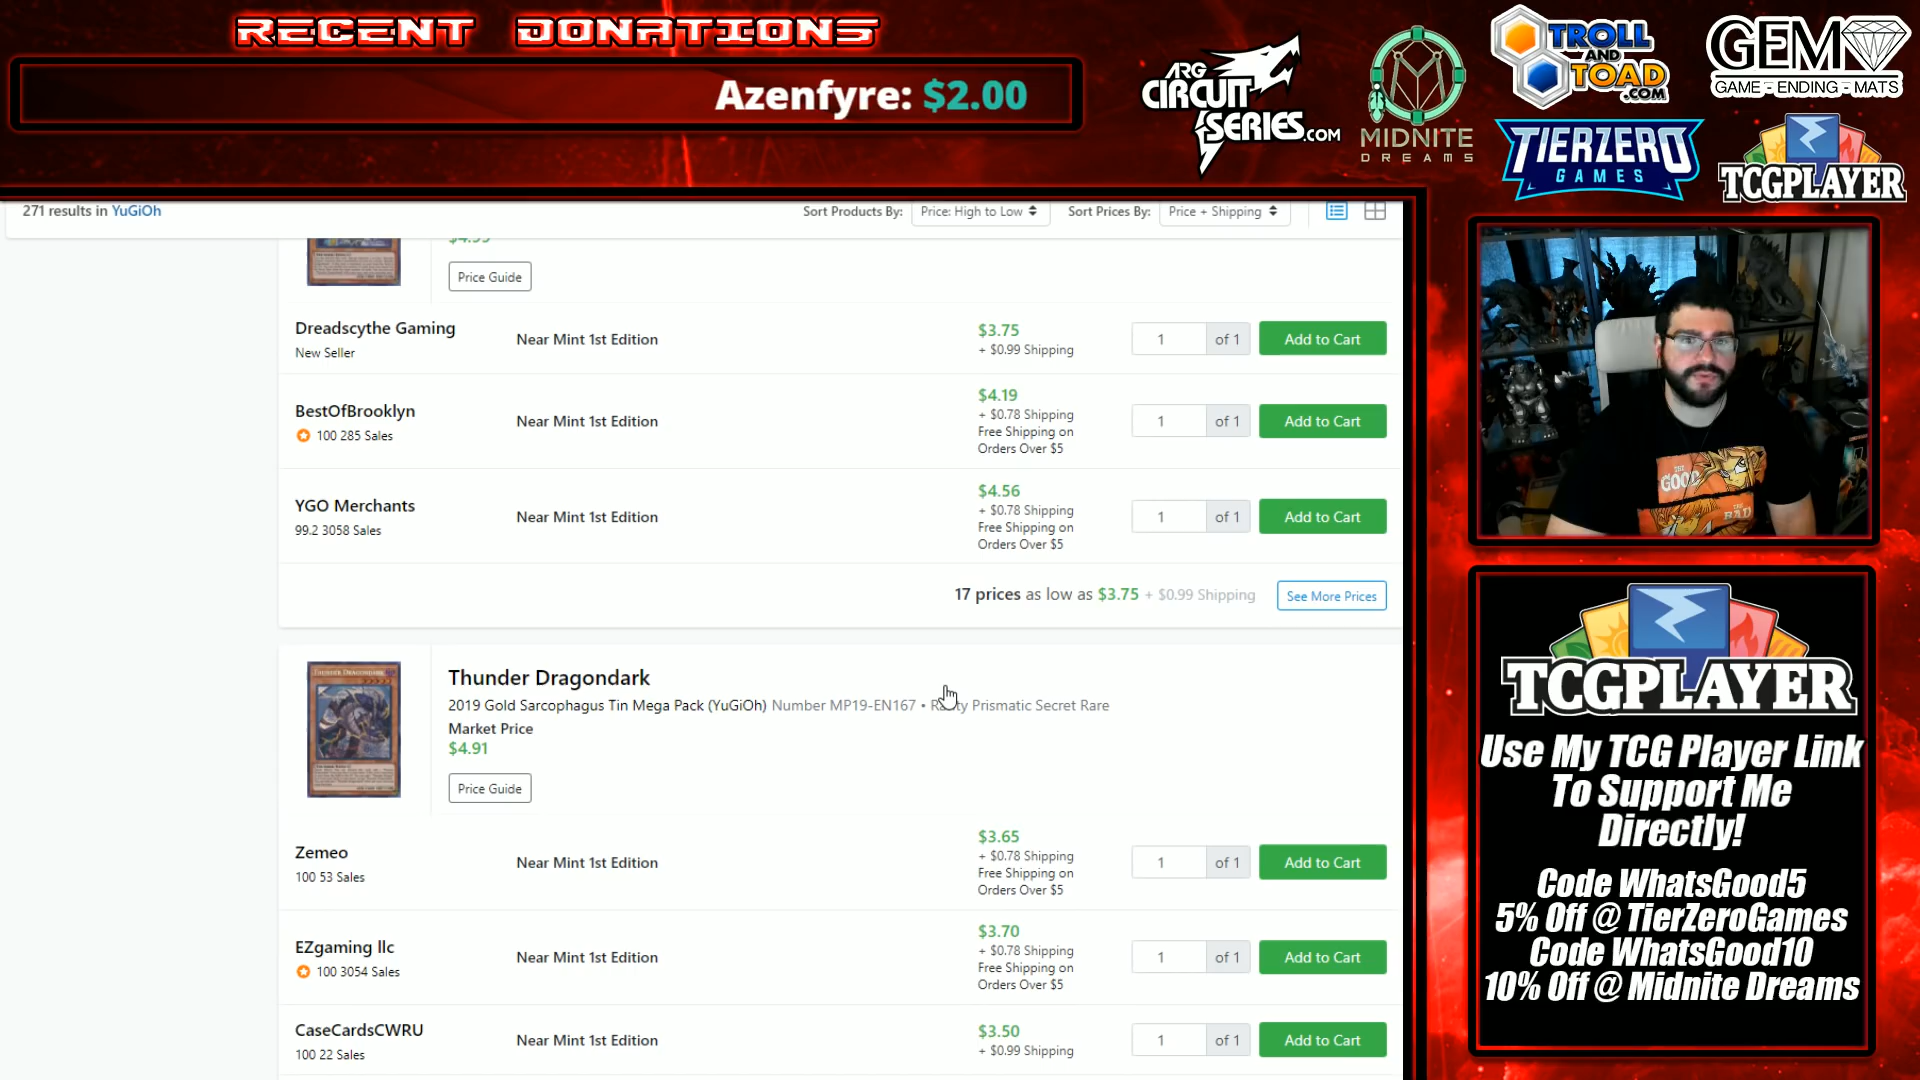 RECENT DONATIONS
Azenfyre: $2.00
ARG
CIRCUIT
SERIES.COM
MIDNITE
DREAMS
TROLL
AND
TOAD
.COM
GEM
GAME - ENDING - MATS
TIERZERO
GAMES
TCGPLAYER
271 results in YuGiOh
Sort Products By: Price: High to Low
Sort Prices By: Price + Shipping
$4.99
Price Guide
Dreadscythe Gaming
New Seller
Near Mint 1st Edition
$3.75
+ $0.99 Shipping
1 of 1
Add to Cart
BestOfBrooklyn
100 285 Sales
Near Mint 1st Edition
$4.19
+ $0.78 Shipping
Free Shipping on
Orders Over $5
1 of 1
Add to Cart
YGO Merchants
99.2 3058 Sales
Near Mint 1st Edition
$4.56
+ $0.78 Shipping
Free Shipping on
Orders Over $5
1 of 1
Add to Cart
17 prices as low as $3.75 + $0.99 Shipping
See More Prices
THUNDER DRAGONDARK
Thunder Dragondark
2019 Gold Sarcophagus Tin Mega Pack (YuGiOh) Number MP19-EN167 • Prismatic Secret Rare
Market Price
$4.91
Price Guide
Zemeo
100 53 Sales
Near Mint 1st Edition
$3.65
+ $0.78 Shipping
Free Shipping on
Orders Over $5
1 of 1
Add to Cart
EZgaming llc
100 3054 Sales
Near Mint 1st Edition
$3.70
+ $0.78 Shipping
Free Shipping on
Orders Over $5
1 of 1
Add to Cart
CaseCardsCWRU
100 22 Sales
Near Mint 1st Edition
$3.50
+ $0.99 Shipping
1 of 1
Add to Cart
THE
GOOD
THE
BAD
TCGPLAYER
Use My TCG Player Link
To Support Me
Directly!
Code WhatsGood5
5% Off @ TierZeroGames
Code WhatsGood10
10% Off @ Midnite Dreams